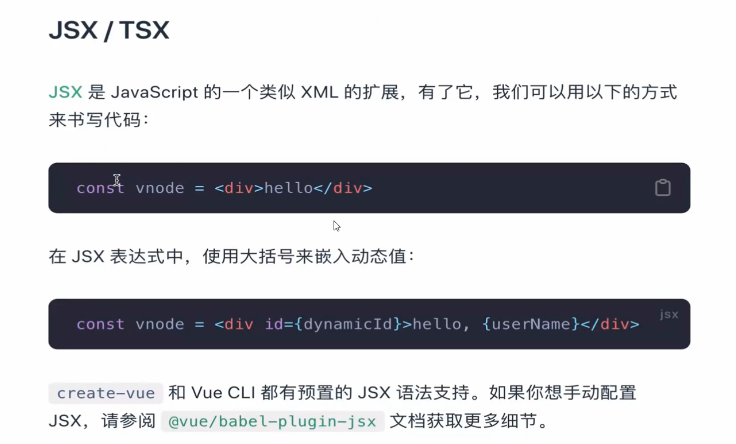 JSX / TSX
JSX 是 JavaScript 的一个类似 XML 的扩展，有了它，我们可以用以下的方式
来书写代码：
const vnode = <div>hello</div>
在 JSX 表达式中，使用大括号来嵌入动态值：
jsx
const vnode = <div id={dynamicId}>hello, {userName}</div>
create-vue 和 Vue CLI 都有预置的 JSX 语法支持。如果你想手动配置
JSX，请参阅 @vue/babel-plugin-jsx 文档获取更多细节。